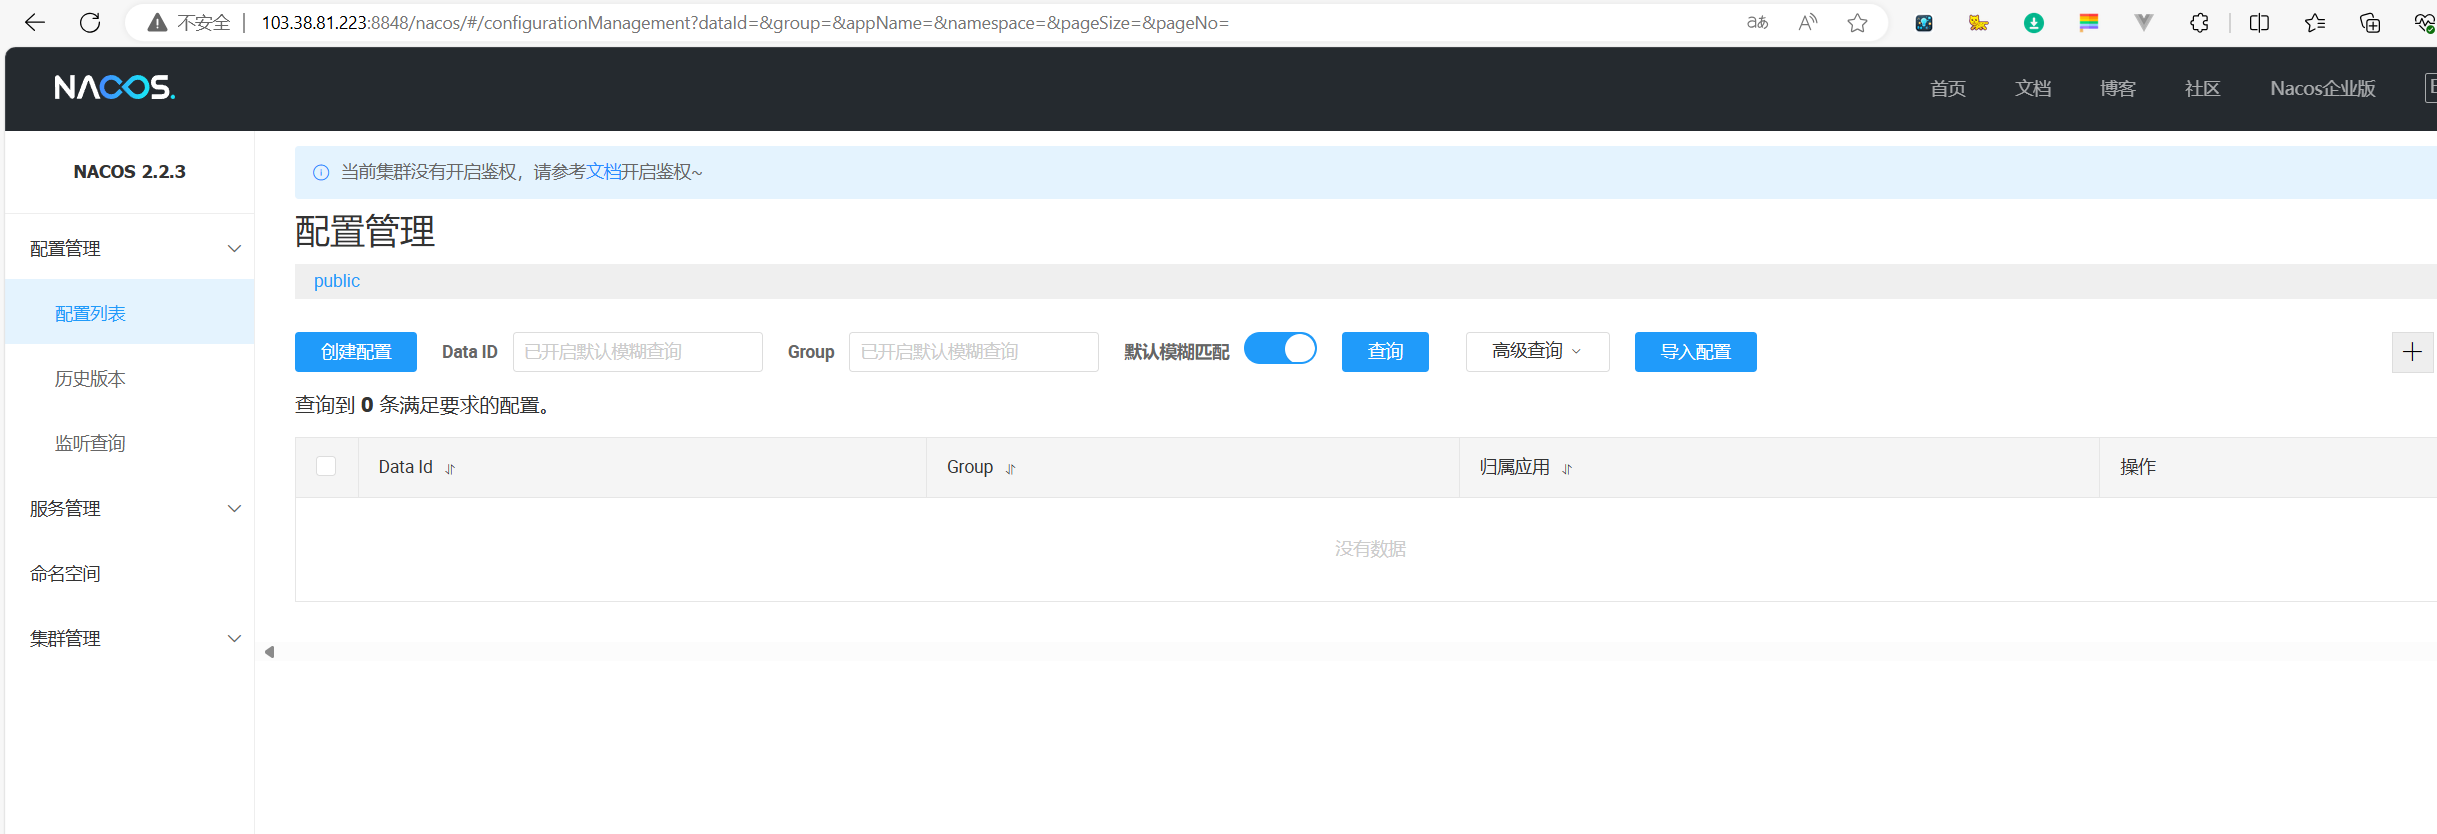 不安全 103.38.81.223:8848/nacos/#/configurationManagement?dataId=&group=&appName=&namespace=&pageSize=&pageNo= aあ A
NACOS. 首页 文档 博客 社区 Nacos企业版
NACOS 2.2.3
配置管理
配置列表
历史版本
监听查询
服务管理
命名空间
集群管理
当前集群没有开启鉴权，请参考文档开启鉴权~
配置管理
public
创建配置 Data ID 已开启默认模糊查询 Group 已开启默认模糊查询 默认模糊匹配 查询 高级查询 导入配置
查询到 0 条满足要求的配置。
Data Id Group 归属应用 操作
没有数据